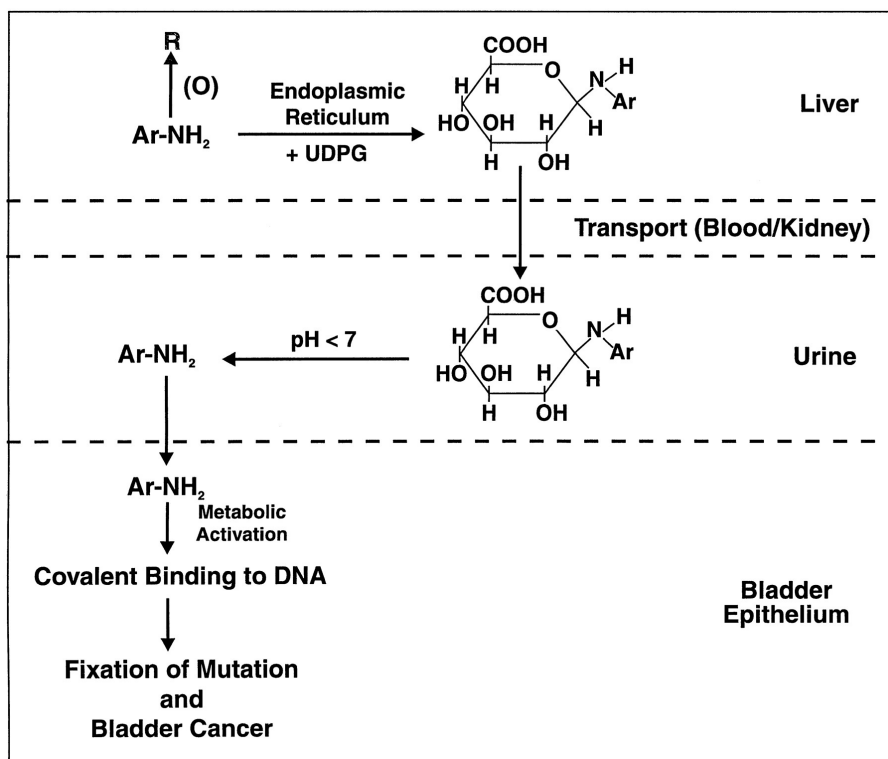 R
(O)
Ar-NH₂
Endoplasmic
Reticulum
+ UDPG
COOH
O
H
H
HO
OH
H
H
OH
H
N
H
Ar
Liver
Transport (Blood/Kidney)
COOH
O
H
H
HO
OH
H
H
OH
H
N
H
Ar
pH < 7
Ar-NH₂
Urine
Ar-NH₂
Metabolic
Activation
Covalent Binding to DNA
Fixation of Mutation
and
Bladder Cancer
Bladder
Epithelium